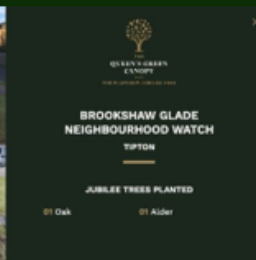 THE
QUEEN'S GREEN
CANOPY
BROOKSHAW GLADE
NEIGHBOURHOOD WATCH
TIPTON
JUBILEE TREES PLANTED
01 Oak
01 Alder